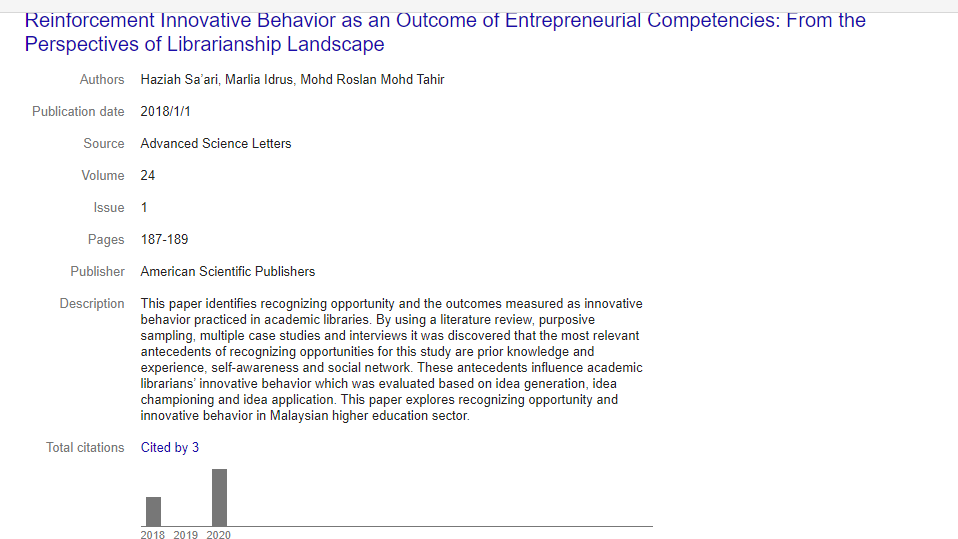 Reinforcement Innovative Behavior as an Outcome of Entrepreneurial Competencies: From the
Perspectives of Librarianship Landscape
Authors Haziah Sa'ari, Marlia Idrus, Mohd Roslan Mohd Tahir
Publication date 2018/1/1
Source Advanced Science Letters
Volume 24
Issue 1
Pages 187-189
Publisher American Scientific Publishers
Description This paper identifies recognizing opportunity and the outcomes measured as innovative
behavior practiced in academic libraries. By using a literature review, purposive
sampling, multiple case studies and interviews it was discovered that the most relevant
antecedents of recognizing opportunities for this study are prior knowledge and
experience, self-awareness and social network. These antecedents influence academic
librarians' innovative behavior which was evaluated based on idea generation, idea
championing and idea application. This paper explores recognizing opportunity and
innovative behavior in Malaysian higher education sector.
Total citations Cited by 3
2018 2019 2020